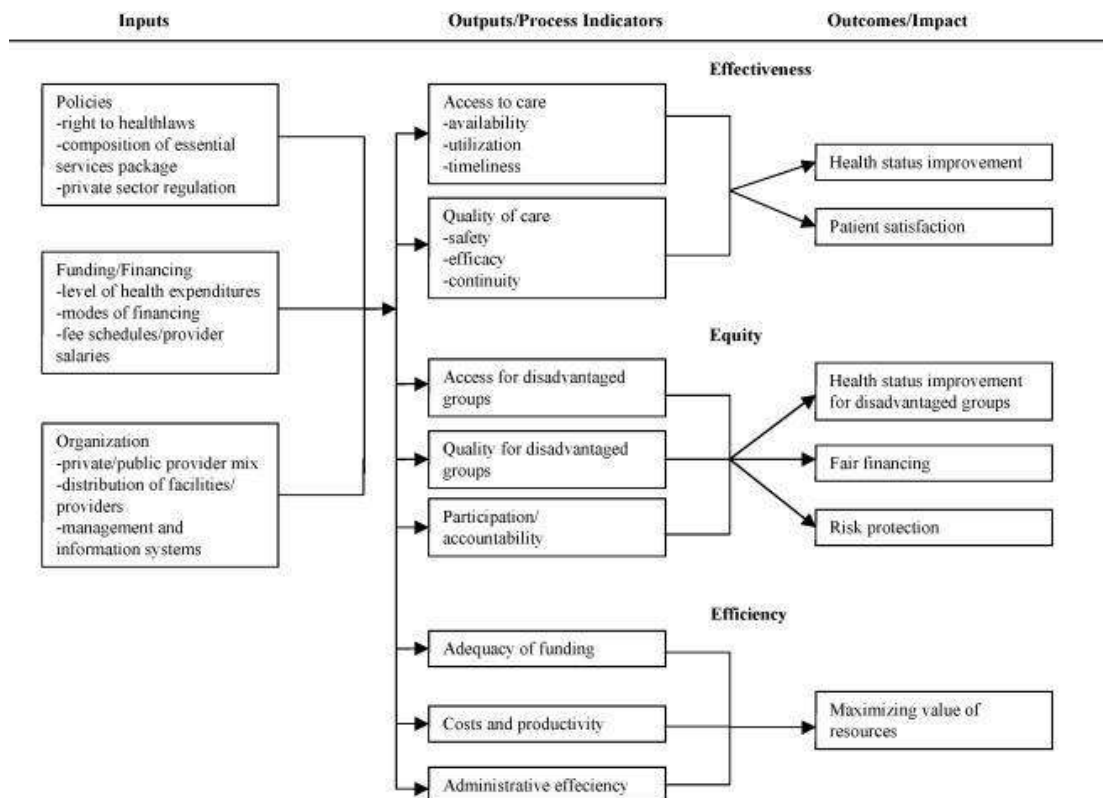 Inputs
Outputs/Process Indicators
Outcomes/Impact
Effectiveness
Policies
-right to healthlaws
-composition of essential
services package
-private sector regulation
Access to care
-availability
-utilization
-timeliness
Health status improvement
Quality of care
-safety
-efficacy
-continuity
Patient satisfaction
Funding/Financing
-level of health expenditures
-modes of financing
-fee schedules/provider
salaries
Equity
Access for disadvantaged
groups
Health status improvement
for disadvantaged groups
Organization
-private/public provider mix
-distribution of facilities/
providers
-management and
information systems
Quality for disadvantaged
groups
Fair financing
Participation/
accountability
Risk protection
Efficiency
Adequacy of funding
Costs and productivity
Maximizing value of
resources
Administrative effeciency